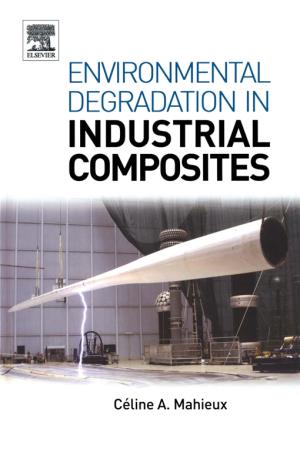 ELSEVIER
ENVIRONMENTAL
DEGRADATION IN
INDUSTRIAL
COMPOSITES
Céline A. Mahieux